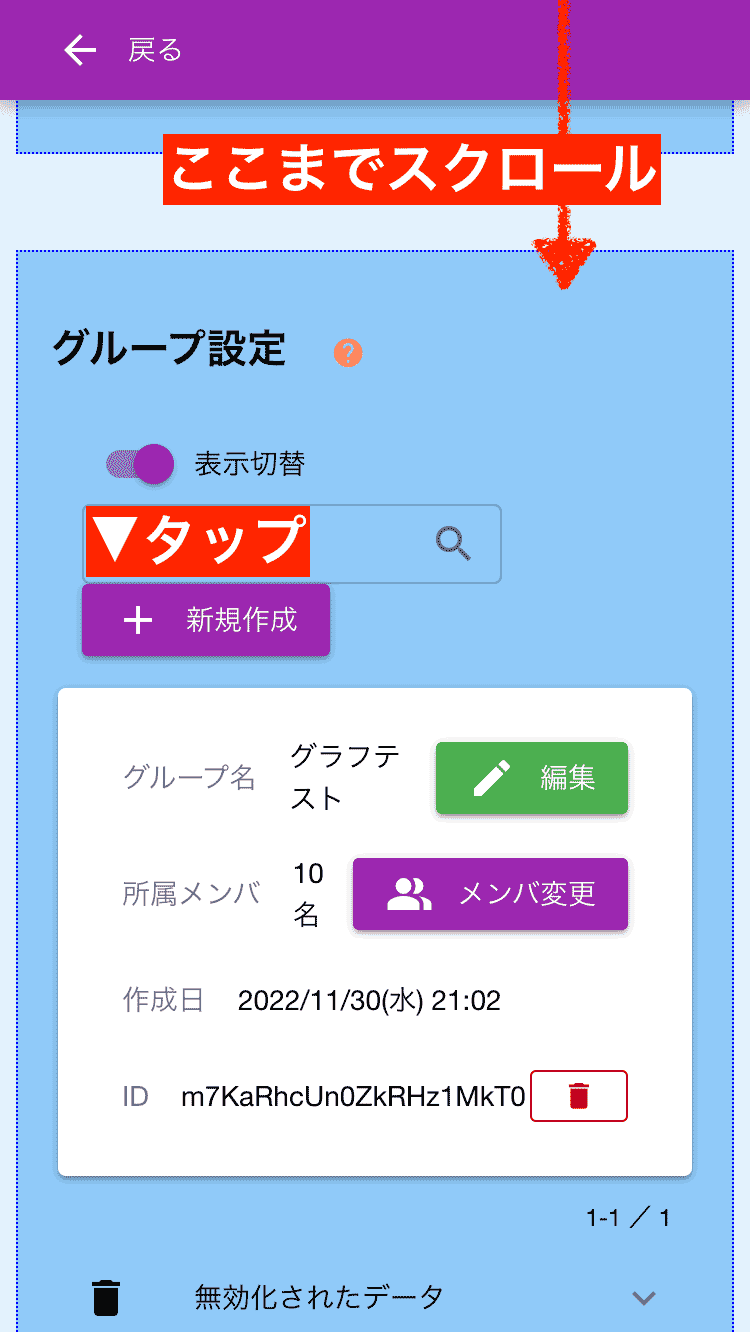 戻る
ここまでスクロール
グループ設定 ?
表示切替
▼タップ
＋ 新規作成
グループ名 グラフテ
スト
編集
所属メンバ 10
名
メンバ変更
作成日 2022/11/30(水) 21:02
ID m7KaRhcUn0ZkRHz1MkT0
1-1 ／ 1
無効化されたデータ